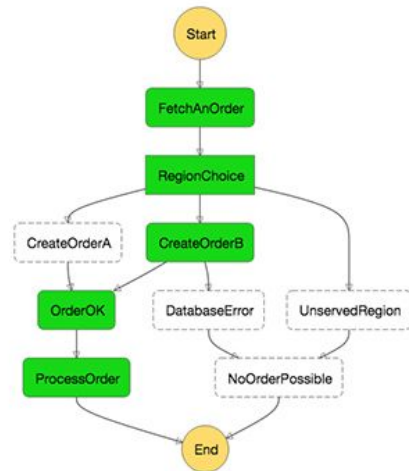 Start
FetchAnOrder
RegionChoice
CreateOrderA
CreateOrderB
OrderOK
DatabaseError
UnservedRegion
ProcessOrder
NoOrderPossible
End